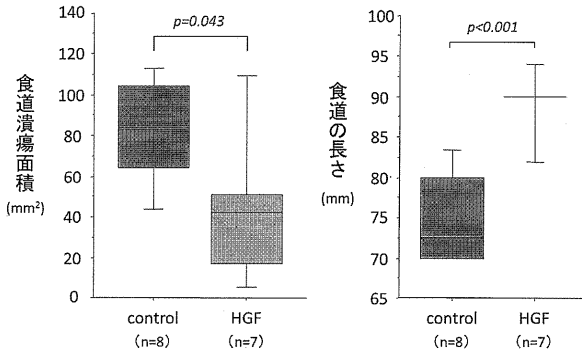 p=0.043
食道潰瘍面積
(mm²)
140
120
100
80
60
40
20
0
control
(n=8)
HGF
(n=7)
p<0.001
食道の長さ
(mm)
100
95
90
85
80
75
70
65
control
(n=8)
HGF
(n=7)